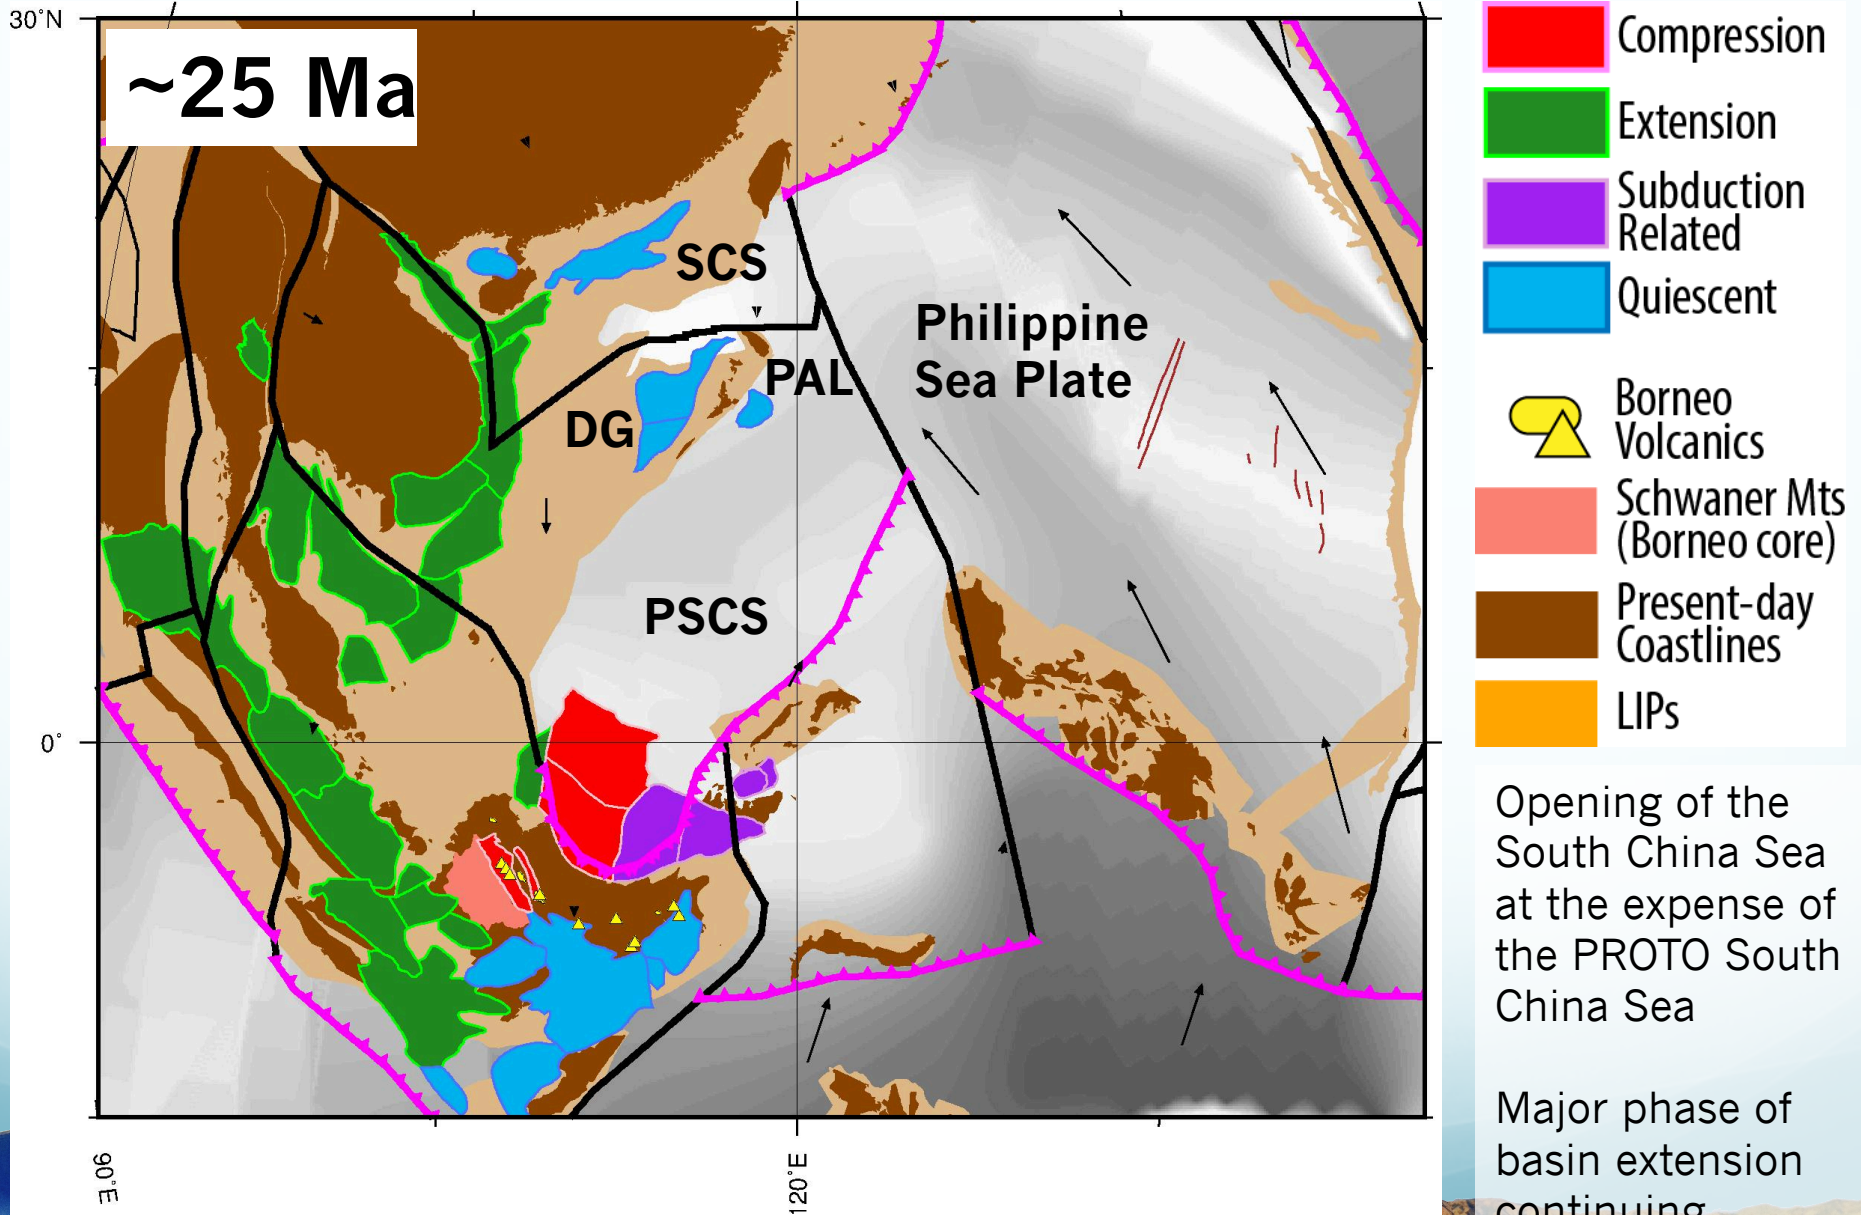 30°N
~25 Ma
SCS
Philippine
Sea Plate
PAL
DG
PSCS
0°
90°E
120°E
Compression
Extension
Subduction
Related
Quiescent
Borneo
Volcanics
Schwaner Mts
(Borneo core)
Present-day
Coastlines
LIPs
Opening of the
South China Sea
at the expense of
the PROTO South
China Sea
Major phase of
basin extension
continuing